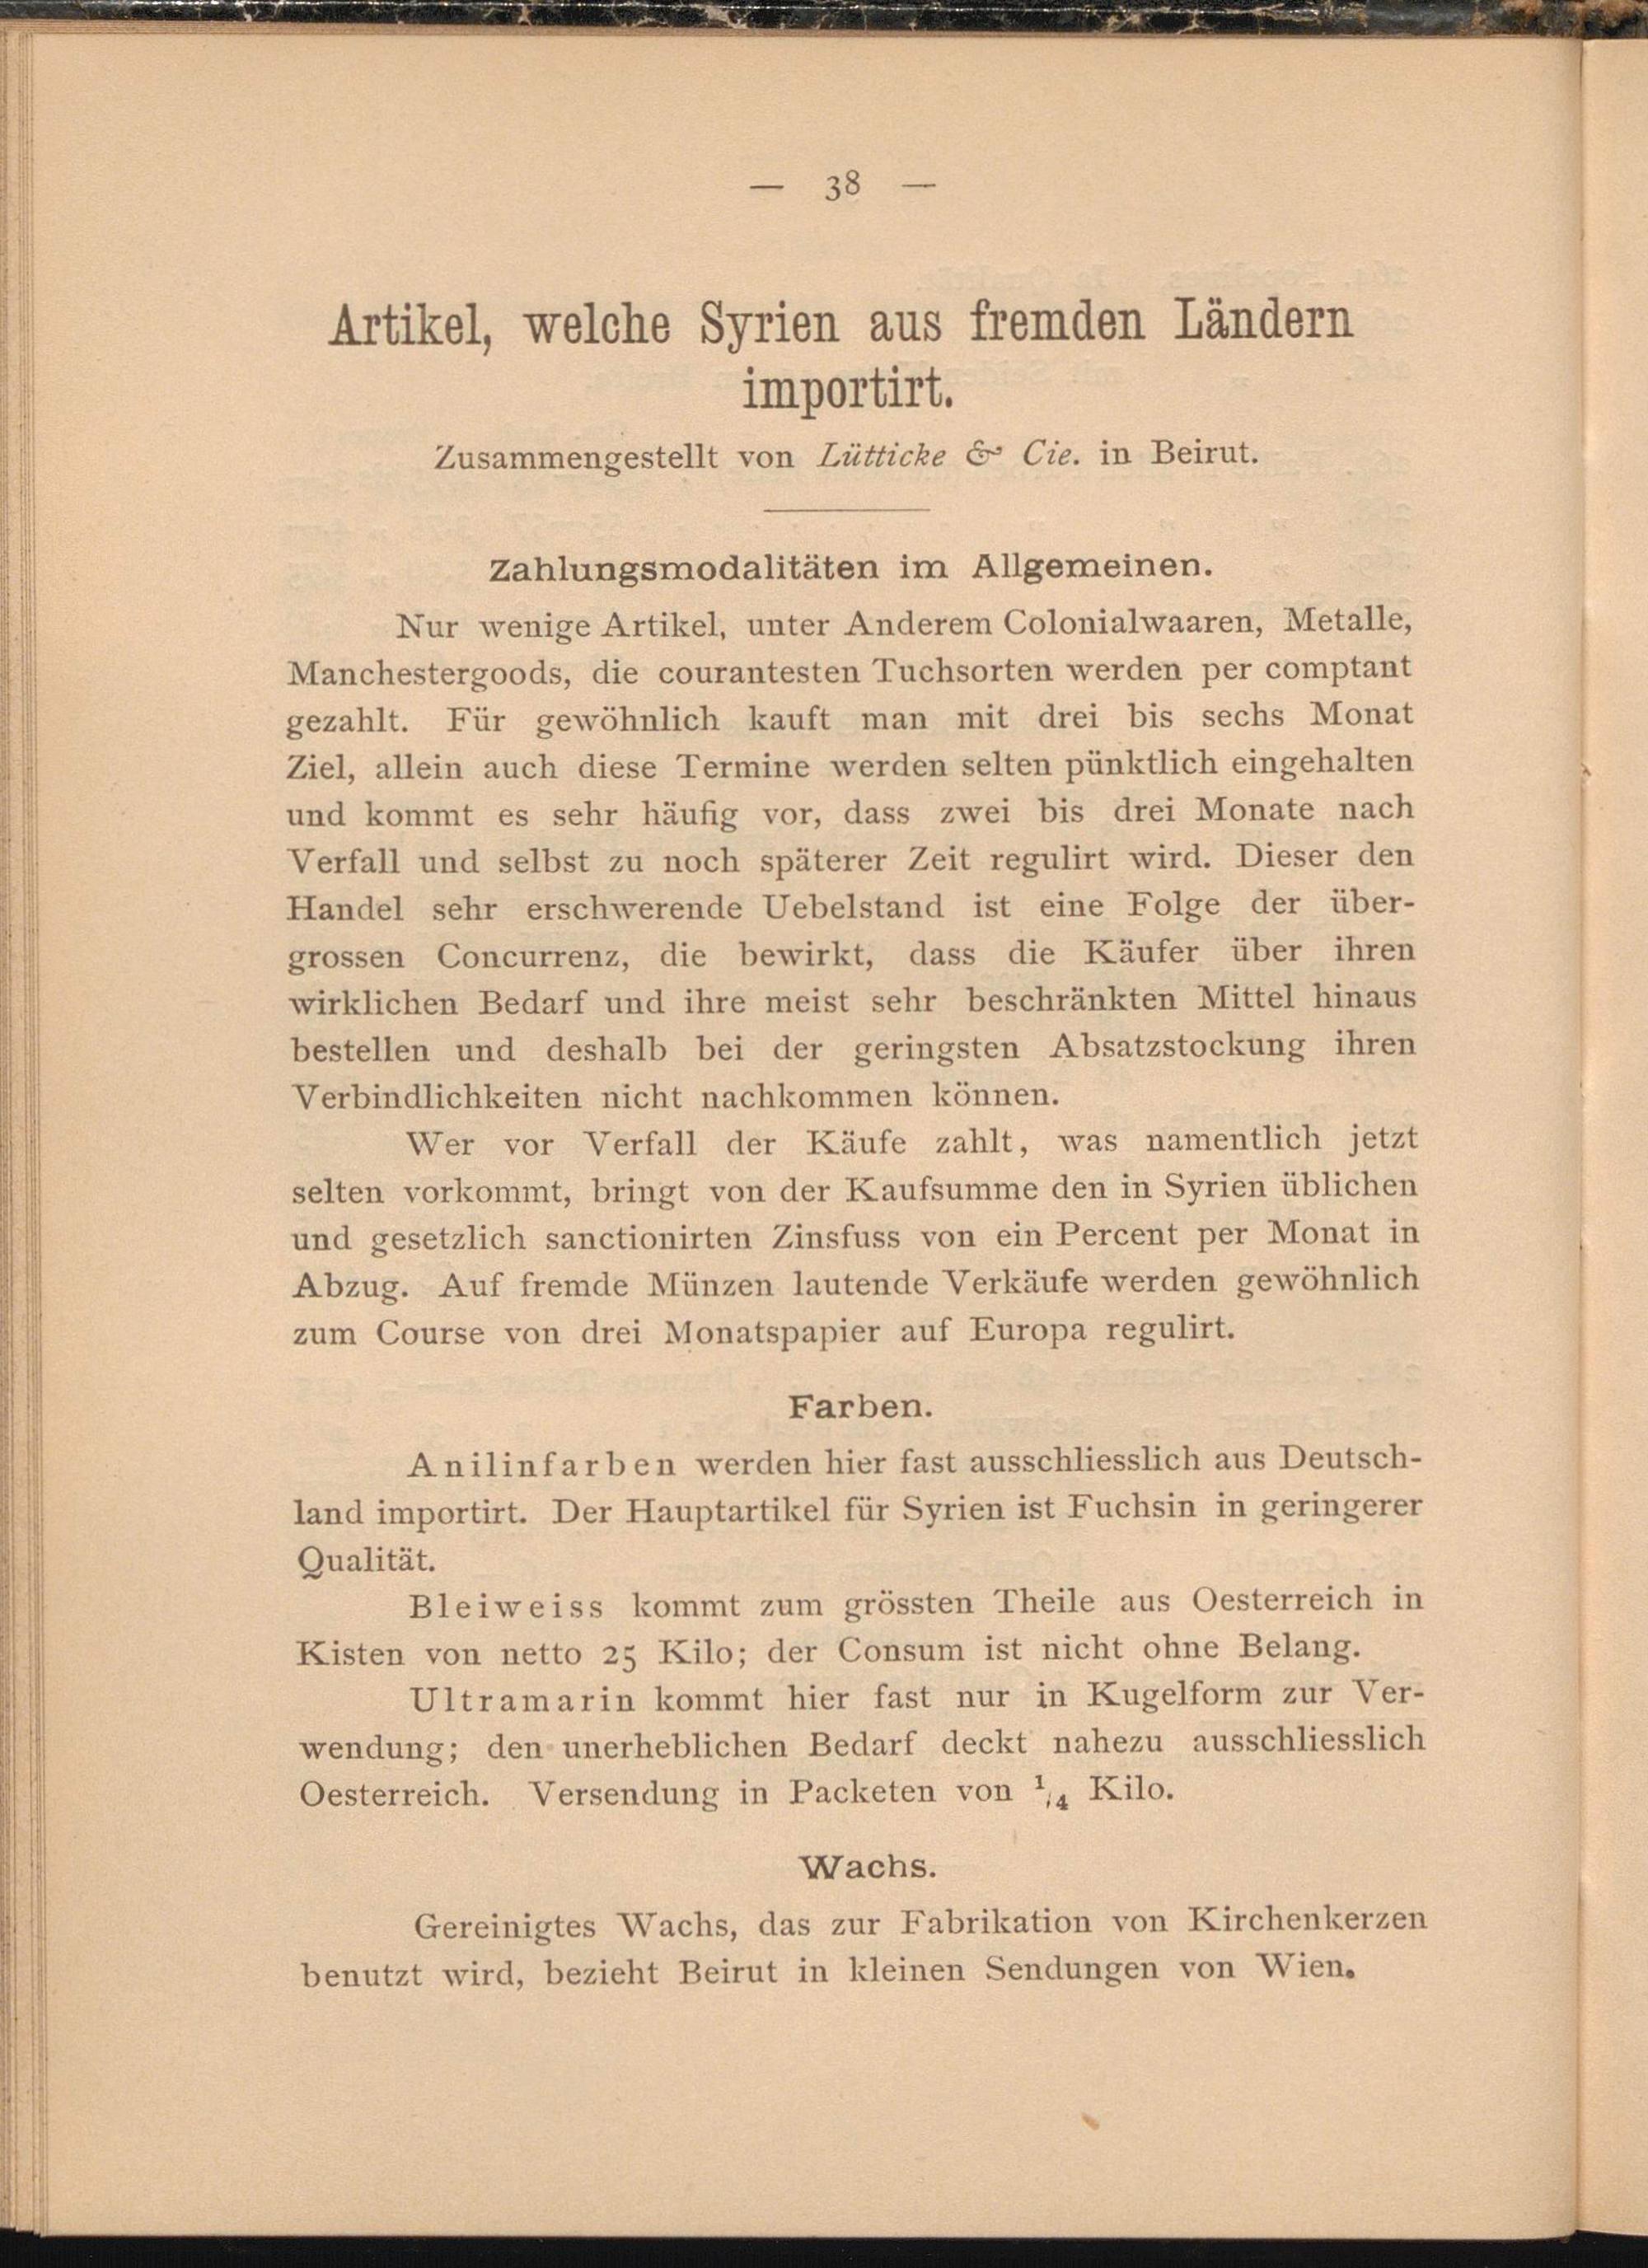 — 38 —
Artikel, welche Syrien aus fremden Ländern
importirt.
Zusammengestellt von Lütticke & Cie. in Beirut.
Zahlungsmodalitäten im Allgemeinen.
Nur wenige Artikel, unter Anderem Colonialwaaren, Metalle,
Manchestergoods, die courantesten Tuchsorten werden per comptant
gezahlt. Für gewöhnlich kauft man mit drei bis sechs Monat
Ziel, allein auch diese Termine werden selten pünktlich eingehalten
und kommt es sehr häufig vor, dass zwei bis drei Monate nach
Verfall und selbst zu noch späterer Zeit regulirt wird. Dieser den
Handel sehr erschwerende Uebelstand ist eine Folge der über-
grossen Concurrenz, die bewirkt, dass die Käufer über ihren
wirklichen Bedarf und ihre meist sehr beschränkten Mittel hinaus
bestellen und deshalb bei der geringsten Absatzstockung ihren
Verbindlichkeiten nicht nachkommen können.
Wer vor Verfall der Käufe zahlt, was namentlich jetzt
selten vorkommt, bringt von der Kaufsumme den in Syrien üblichen
und gesetzlich sanctionirten Zinsfuss von ein Percent per Monat in
Abzug. Auf fremde Münzen lautende Verkäufe werden gewöhnlich
zum Course von drei Monatspapier auf Europa regulirt.
Farben.
Anilinfarben werden hier fast ausschliesslich aus Deutsch-
land importirt. Der Hauptartikel für Syrien ist Fuchsin in geringerer
Qualität.
Bleiweiss kommt zum grössten Theile aus Oesterreich in
Kisten von netto 25 Kilo; der Consum ist nicht ohne Belang.
Ultramarin kommt hier fast nur in Kugelform zur Ver-
wendung; den unerheblichen Bedarf deckt nahezu ausschliesslich
Oesterreich. Versendung in Packeten von 1/4 Kilo.
Wachs.
Gereinigtes Wachs, das zur Fabrikation von Kirchenkerzen
benutzt wird, bezieht Beirut in kleinen Sendungen von Wien.